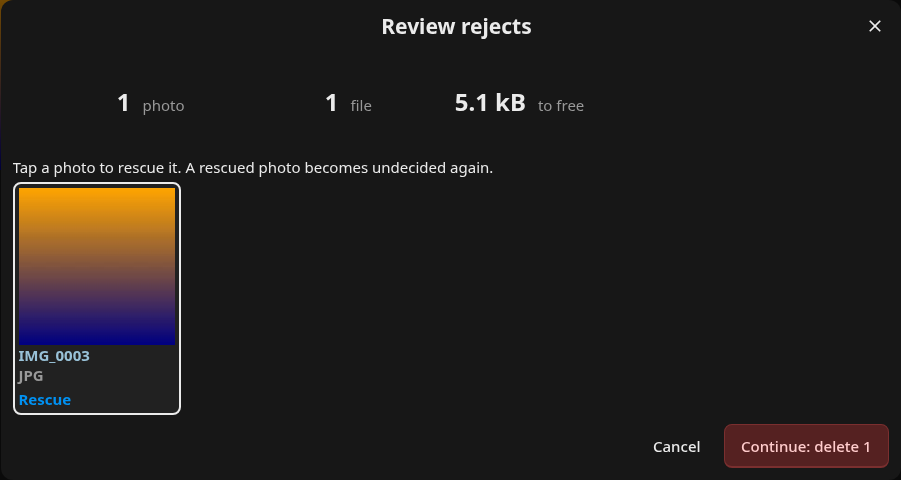 Review rejects
1 photo 1 file 5.1 kB to free
Tap a photo to rescue it. A rescued photo becomes undecided again.
IMG_0003
JPG
Rescue
Cancel Continue: delete 1